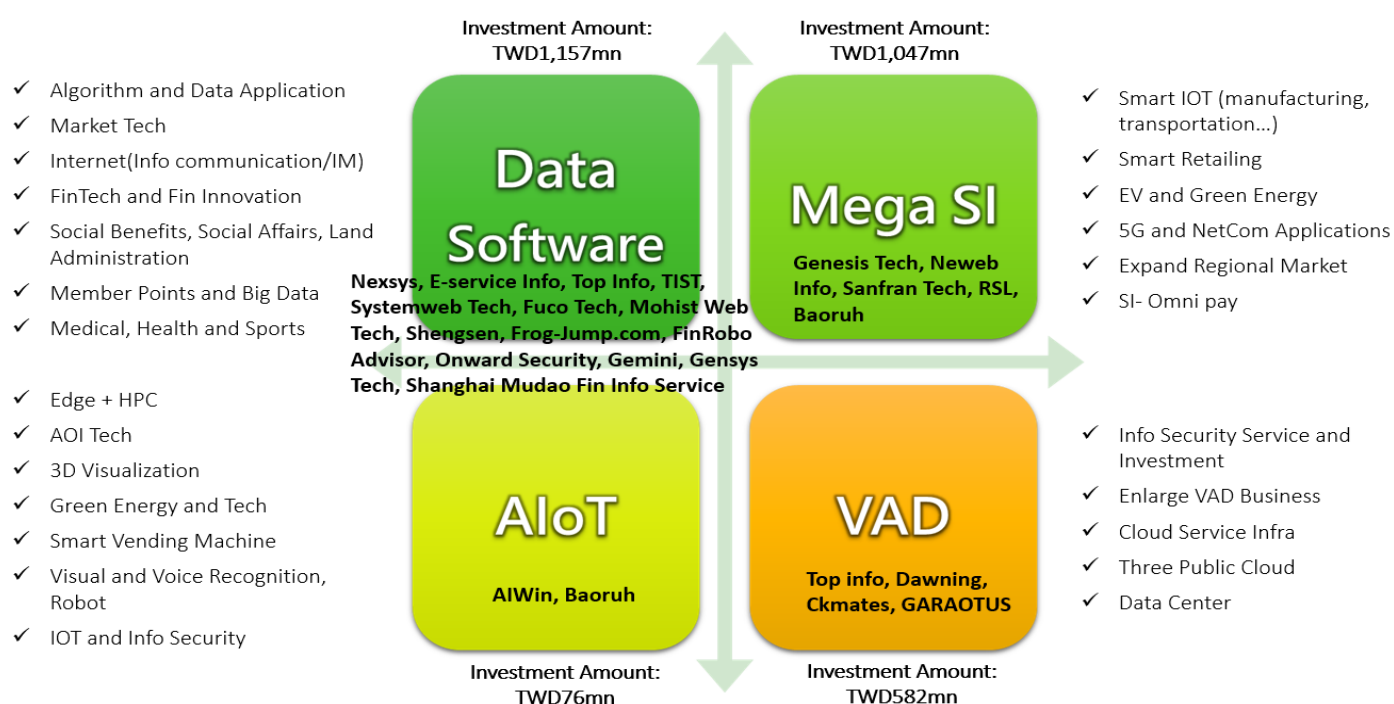 Investment Amount:
TWD1,157mn
Investment Amount:
TWD1,047mn
✓ Algorithm and Data Application
✓ Market Tech
✓ Internet(Info communication/IM)
✓ FinTech and Fin Innovation
✓ Social Benefits, Social Affairs, Land
Administration
✓ Member Points and Big Data
✓ Medical, Health and Sports
Data
Software
Nexsys, E-service Info, Top Info, TIST,
Systemweb Tech, Fuco Tech, Mohist Web
Tech, Shengsen, Frog-Jump.com, FinRobo
Advisor, Onward Security, Gemini, Gensys
Tech, Shanghai Mudao Fin Info Service
Mega SI
Genesis Tech, Neweb
Info, Sanfran Tech, RSL,
Baoruh
✓ Smart IOT (manufacturing,
transportation…)
✓ Smart Retailing
✓ EV and Green Energy
✓ 5G and NetCom Applications
✓ Expand Regional Market
✓ SI- Omni pay
✓ Edge + HPC
✓ AOI Tech
✓ 3D Visualization
✓ Green Energy and Tech
✓ Smart Vending Machine
✓ Visual and Voice Recognition,
Robot
✓ IOT and Info Security
AIoT
AIWin, Baoruh
VAD
Top info, Dawning,
Ckmates, GARAOTUS
✓ Info Security Service and
Investment
✓ Enlarge VAD Business
✓ Cloud Service Infra
✓ Three Public Cloud
✓ Data Center
Investment Amount:
TWD76mn
Investment Amount:
TWD582mn